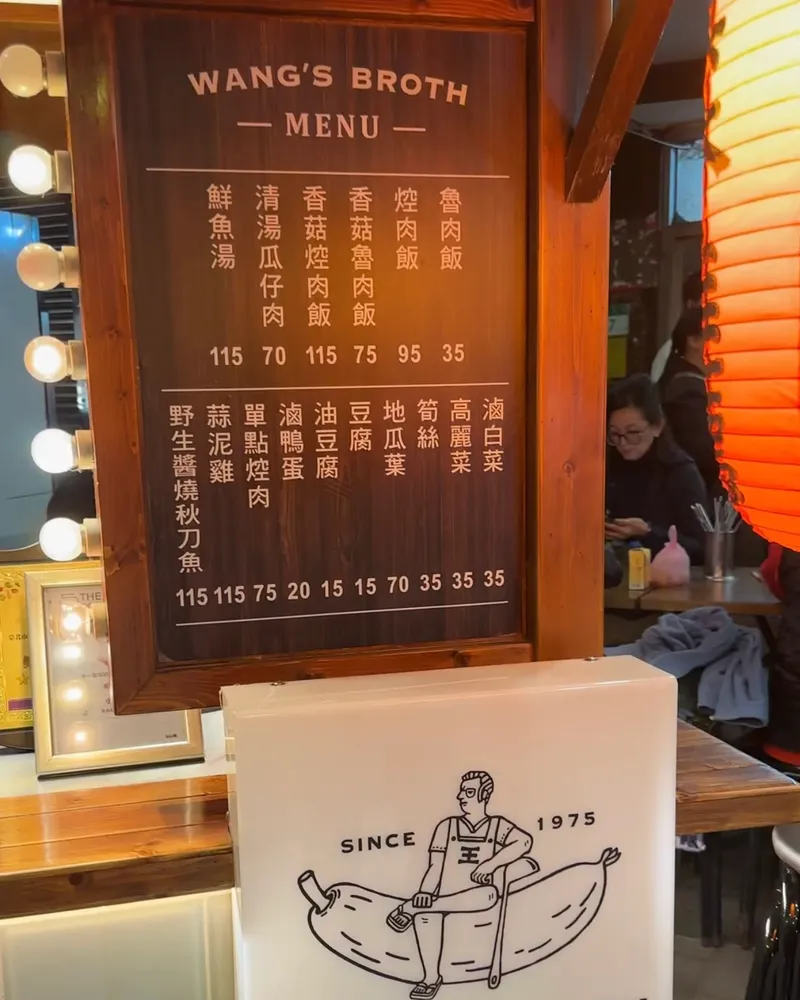 WANG'S BROTH
MENU
魯肉飯 35
焢肉飯 95
香菇魯肉飯 75
香菇焢肉飯 115
清湯瓜仔肉 70
鮮魚湯 115
滷白菜 35
高麗菜 35
筍絲 35
地瓜葉 70
豆腐 15
油豆腐 15
滷鴨蛋 20
單點焢肉 75
蒜泥雞 115
野生醬燒秋刀魚 115
THE
SINCE 1975
王